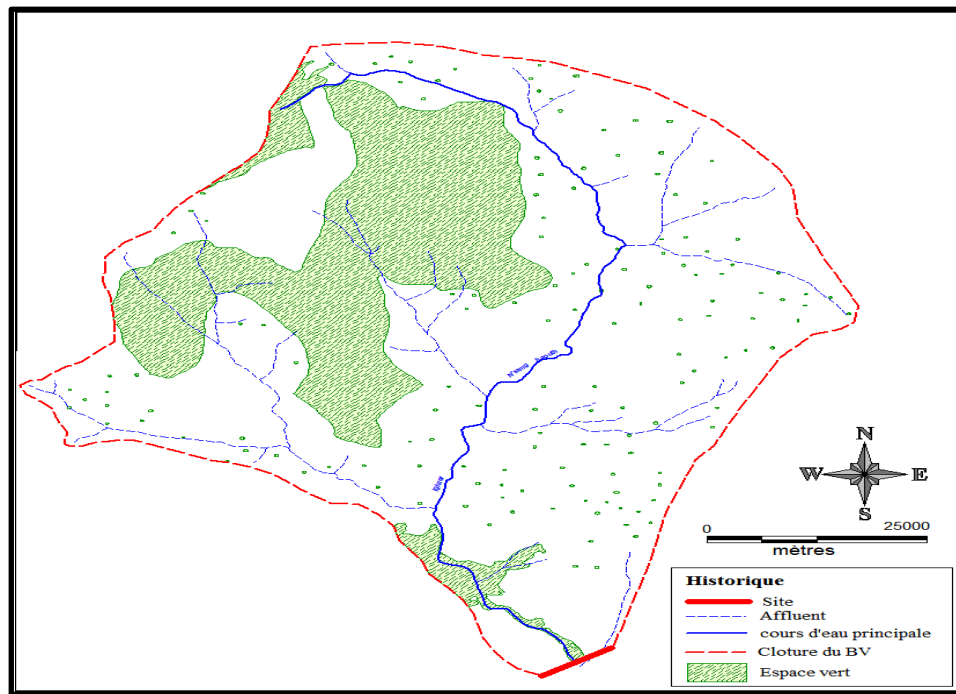 N
W E
S
0 25000
mètres
Historique
Site
Affluent
cours d'eau principale
Cloture du BV
Espace vert